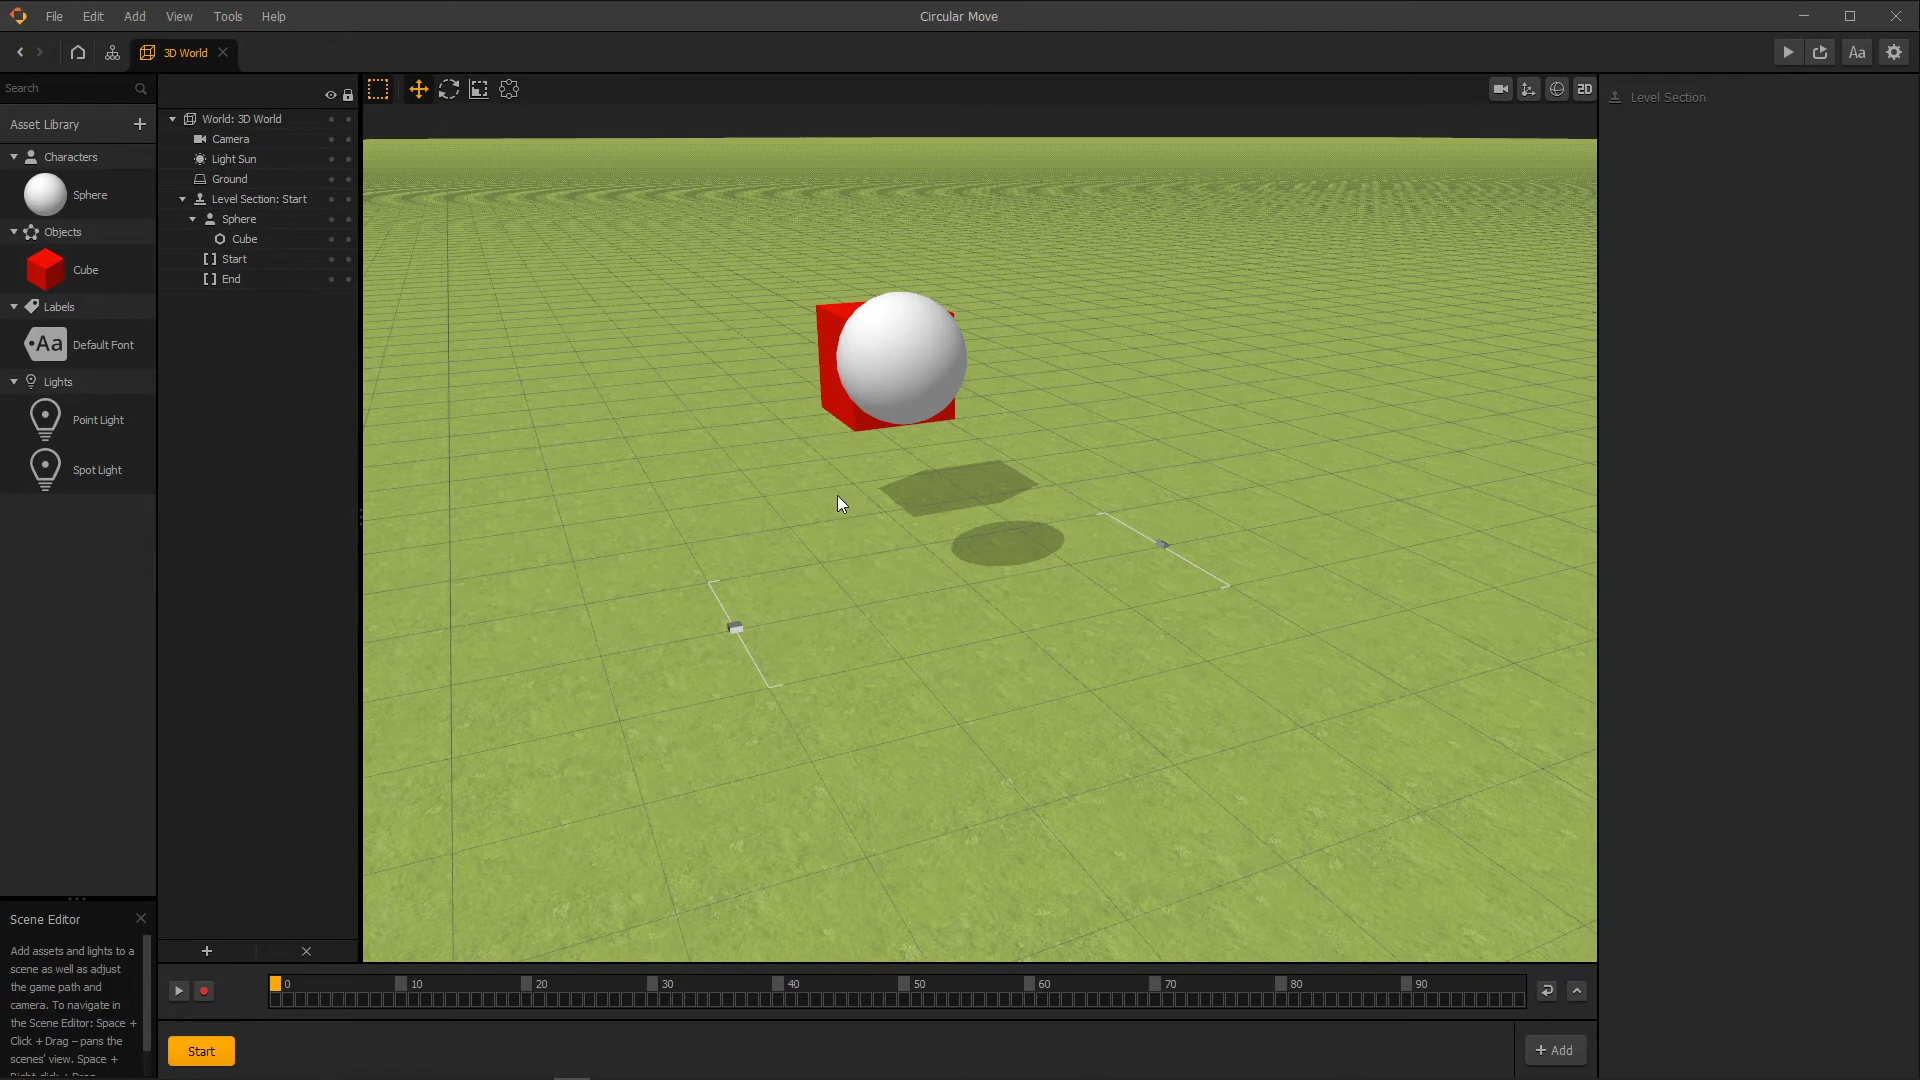 File Edit Add View Tools Help
Circular Move
3D World
Aa
Search
Asset Library
Characters
Sphere
Objects
Cube
Labels
Aa Default Font
Lights
Point Light
Spot Light
World: 3D World
Camera
Light Sun
Ground
Level Section: Start
Sphere
Cube
Start
End
2D
Level Section
Scene Editor
Add assets and lights to a
scene as well as adjust
the game path and
camera. To navigate in
the Scene Editor: Space +
Click + Drag – pans the
scenes' view. Space +
Right click + Drag
0 10 20 30 40 50 60 70 80 90
Start
+ Add